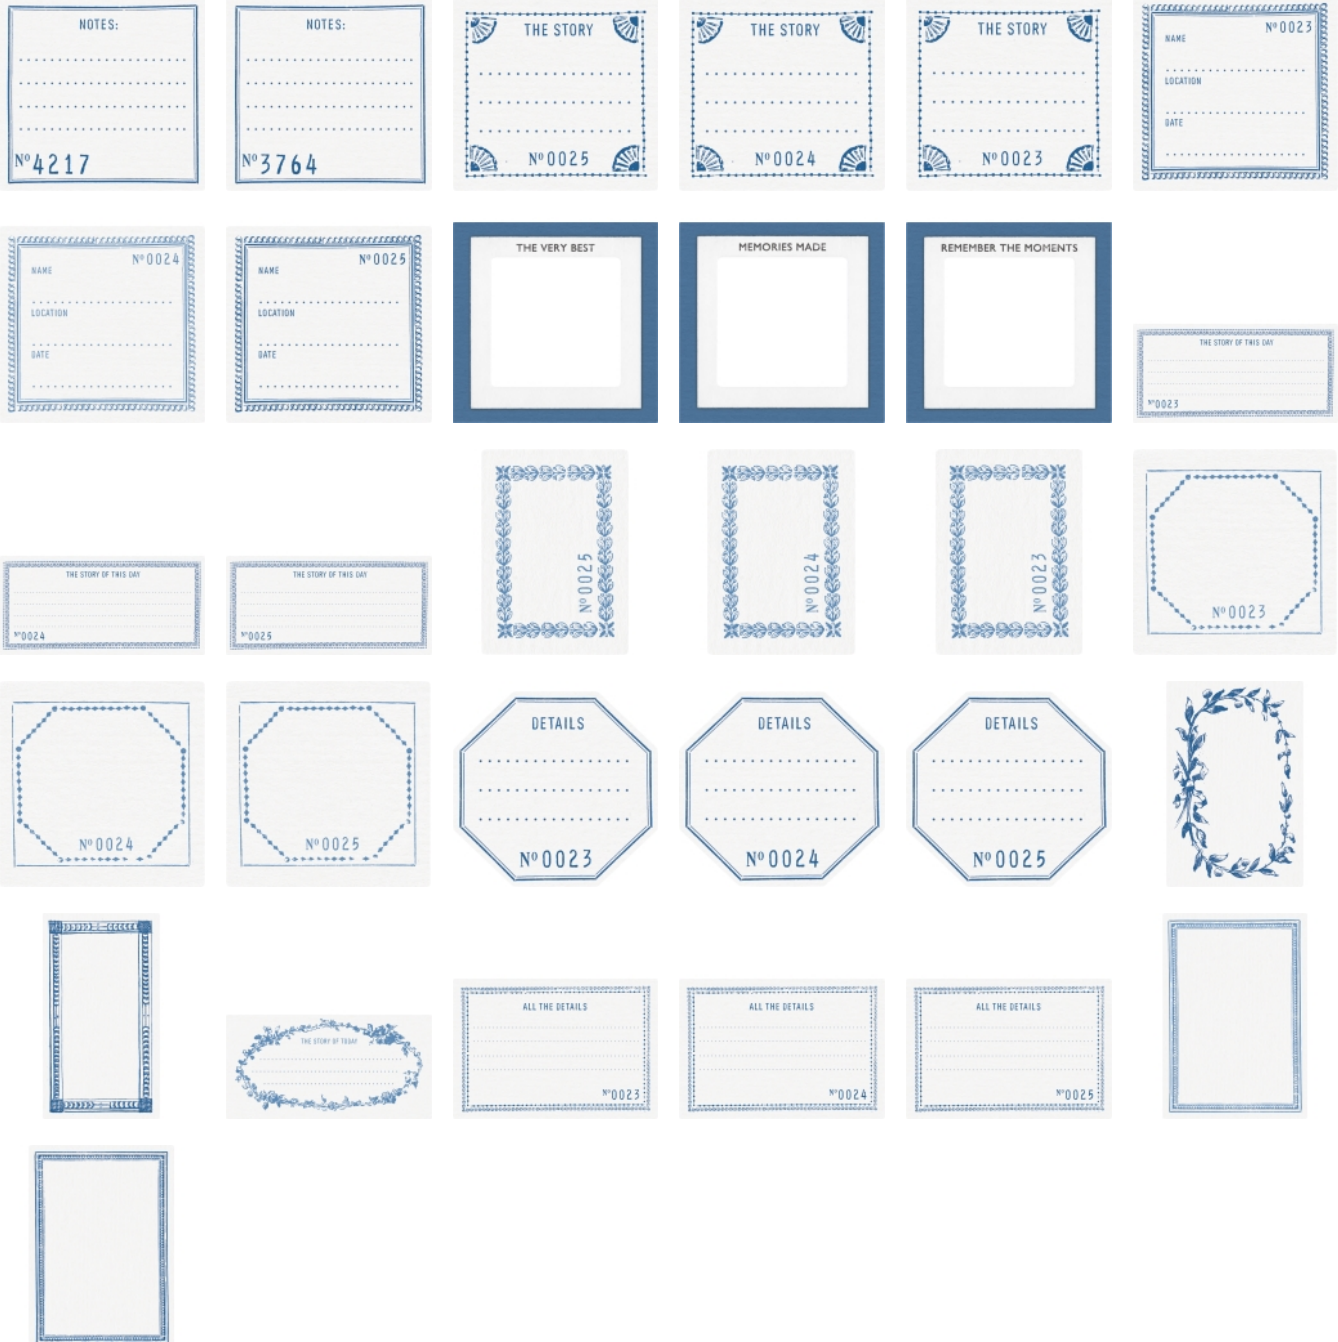 NOTES:
Nº4217
NOTES:
Nº3764
THE STORY
Nº0025
THE STORY
Nº0024
THE STORY
Nº0023
Nº0023
NAME
LOCATION
DATE
Nº0024
NAME
LOCATION
DATE
Nº0025
NAME
LOCATION
DATE
THE VERY BEST
MEMORIES MADE
REMEMBER THE MOMENTS
THE STORY OF THIS DAY
Nº0023
THE STORY OF THIS DAY
Nº0024
THE STORY OF THIS DAY
Nº0025
Nº0025
Nº0024
Nº0023
Nº0023
Nº0024
Nº0025
DETAILS
Nº0023
DETAILS
Nº0024
DETAILS
Nº0025
THE STORY OF TODAY
ALL THE DETAILS
Nº0023
ALL THE DETAILS
Nº0024
ALL THE DETAILS
Nº0025